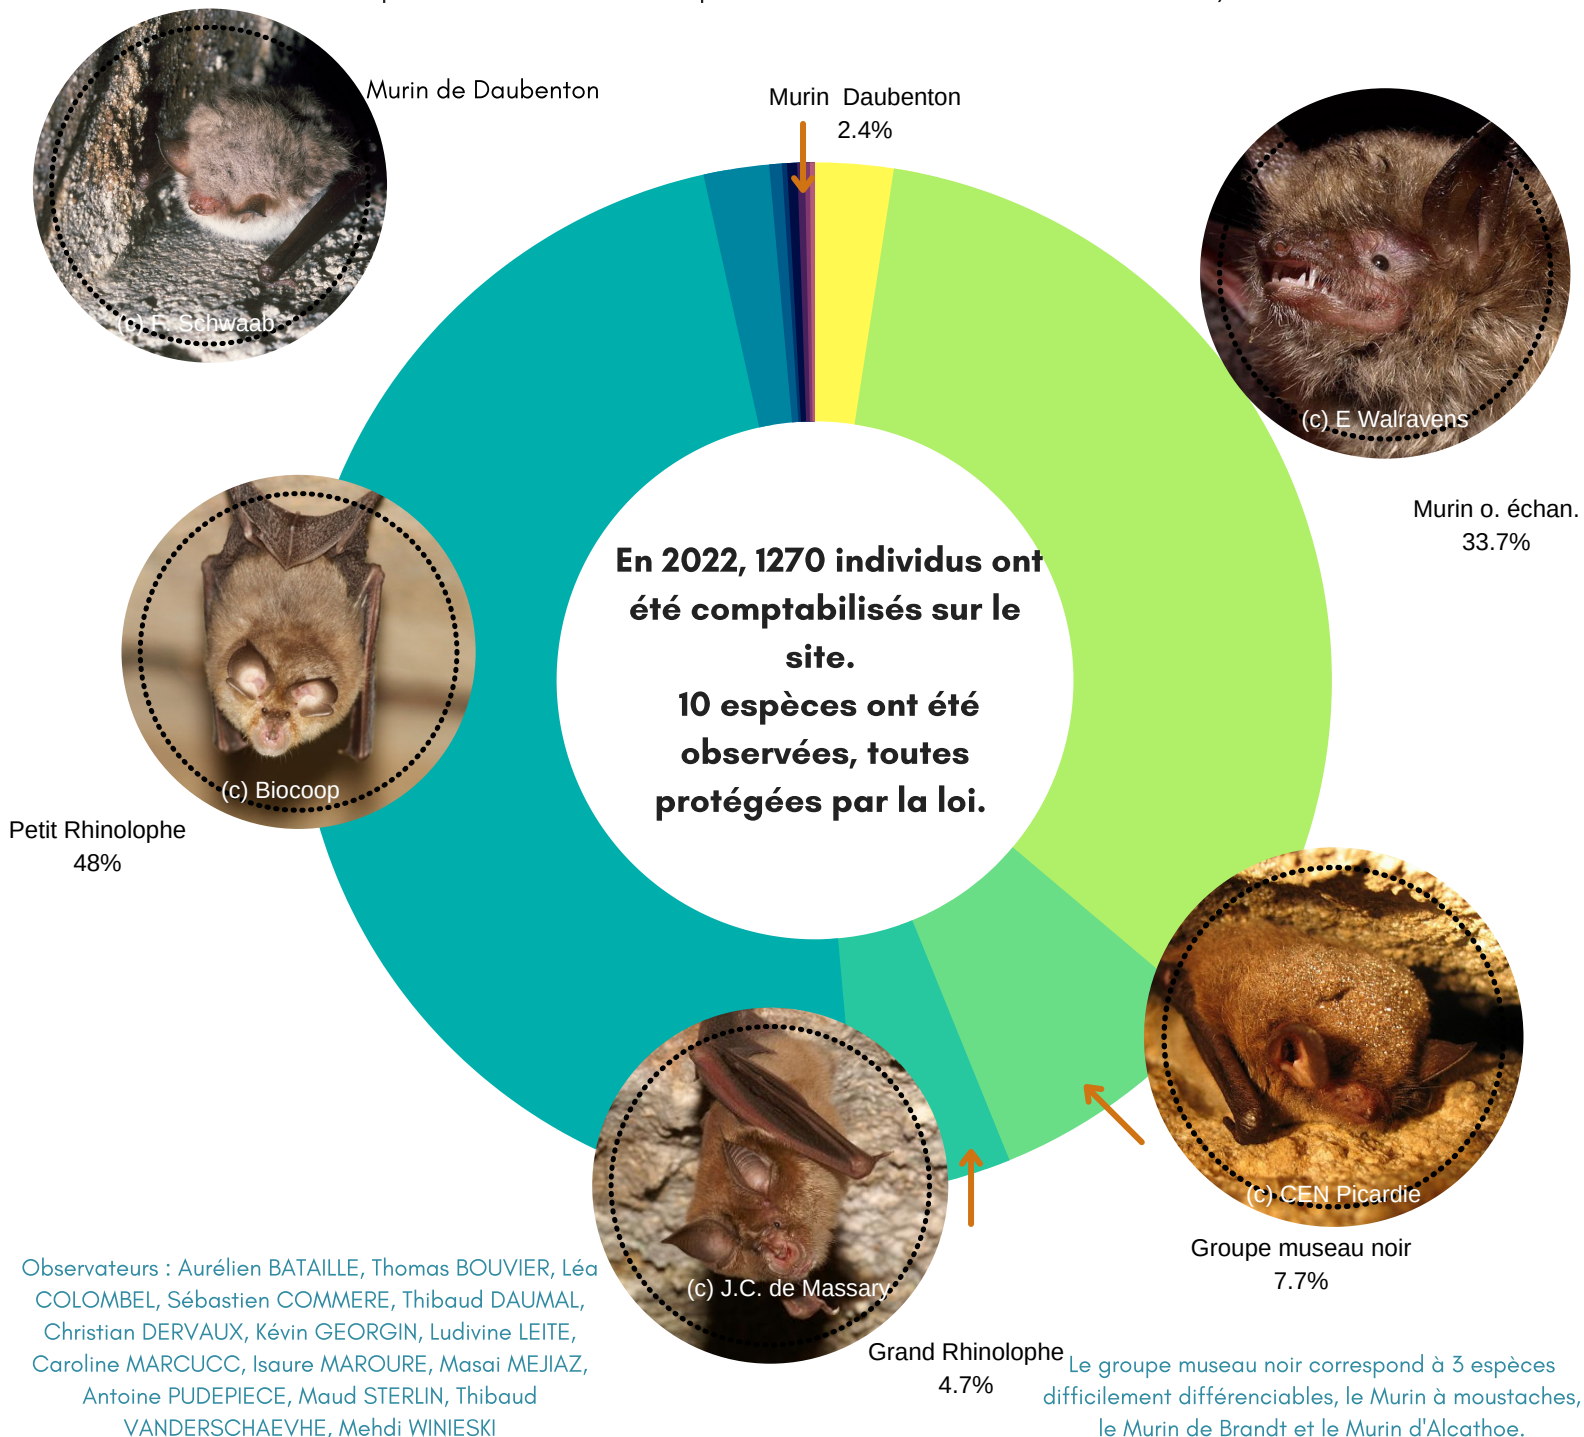 Murin de Daubenton
Murin  Daubenton
2.4%
(c) F. Schwaab
(c) E Walravens
Murin o. échan.
33.7%
En 2022, 1270 individus ont
été comptabilisés sur le
site.
10 espèces ont été
observées, toutes
protégées par la loi.
(c) Biocoop
Petit Rhinolophe
48%
(c) CEN Picardie
Groupe museau noir
7.7%
(c) J.C. de Massary
Grand Rhinolophe
4.7%
Observateurs : Aurélien BATAILLE, Thomas BOUVIER, Léa
COLOMBEL, Sébastien COMMERE, Thibaud DAUMAL,
Christian DERVAUX, Kévin GEORGIN, Ludivine LEITE,
Caroline MARCUCC, Isaure MAROURE, Masai MEJIAZ,
Antoine PUDEPIECE, Maud STERLIN, Thibaud
VANDERSCHAEVHE, Mehdi WINIESKI
Le groupe museau noir correspond à 3 espèces
difficilement différenciables, le Murin à moustaches,
le Murin de Brandt et le Murin d'Alcathoe.